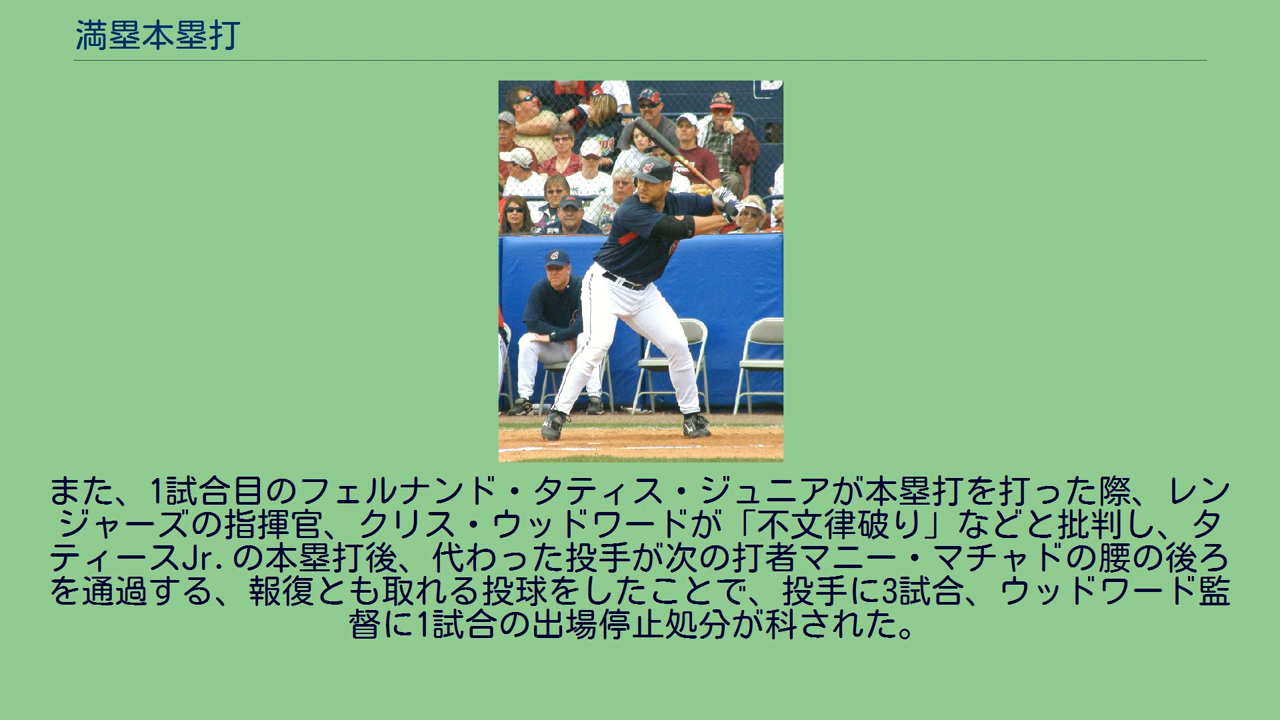 満塁本塁打
また、1試合目のフェルナンド・タティス・ジュニアが本塁打を打った際、レン
ジャーズの指揮官、クリス・ウッドワードが「不文律破り」などと批判し、タ
ティースJr.の本塁打後、代わった投手が次の打者マニー・マチャドの腰の後ろ
を通過する、報復とも取れる投球をしたことで、投手に3試合、ウッドワード監
督に1試合の出場停止処分が科された。